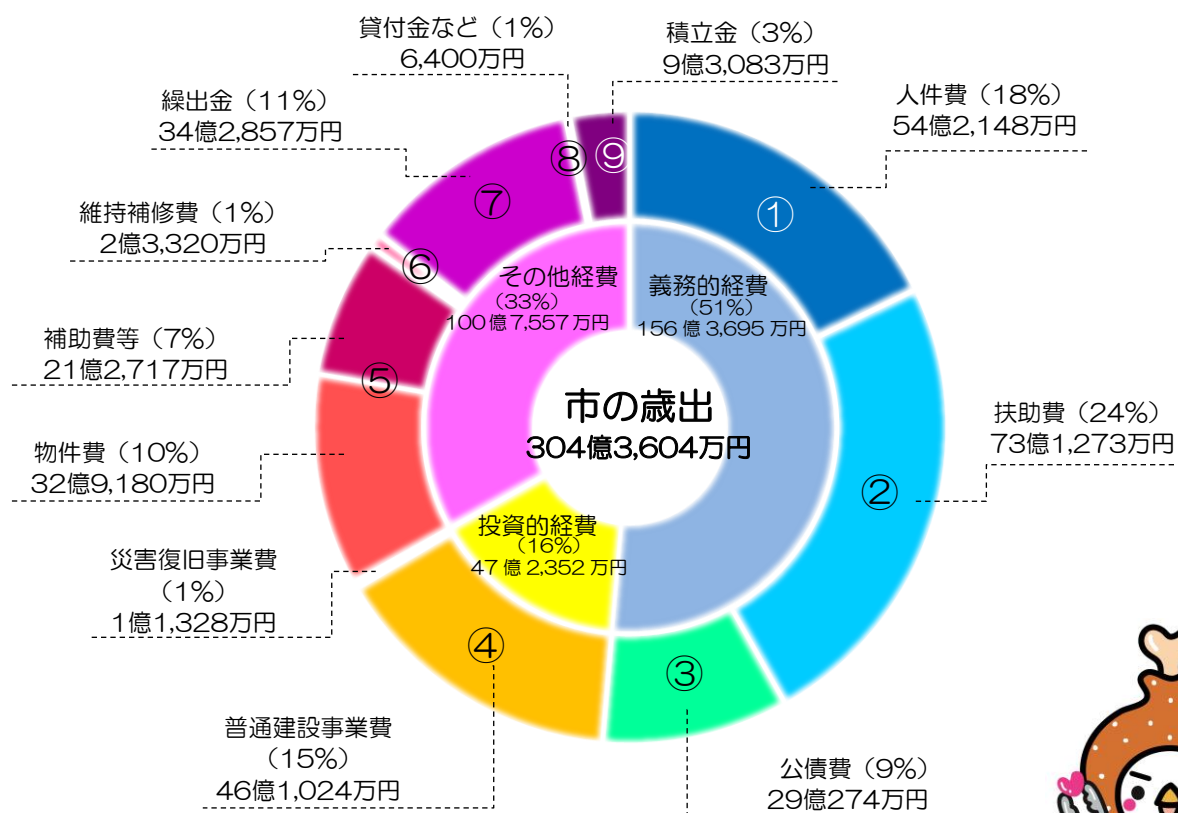 貸付金など（1%）
6,400万円
積立金（3%）
9億3,083万円
繰出金（11%）
34億2,857万円
人件費（18%）
54億2,148万円
維持補修費（1%）
2億3,320万円
補助費等（7%）
21億2,717万円
物件費（10%）
32億9,180万円
災害復旧事業費
（1%）
1億1,328万円
普通建設事業費
（15%）
46億1,024万円
公債費（9%）
29億274万円
扶助費（24%）
73億1,273万円
①
②
③
④
⑤
⑥
⑦
⑧
⑨
その他経費
（33%）
100億7,557万円
義務的経費
（51%）
156億3,695万円
投資的経費
（16%）
47億2,352万円
市の歳出
304億3,604万円